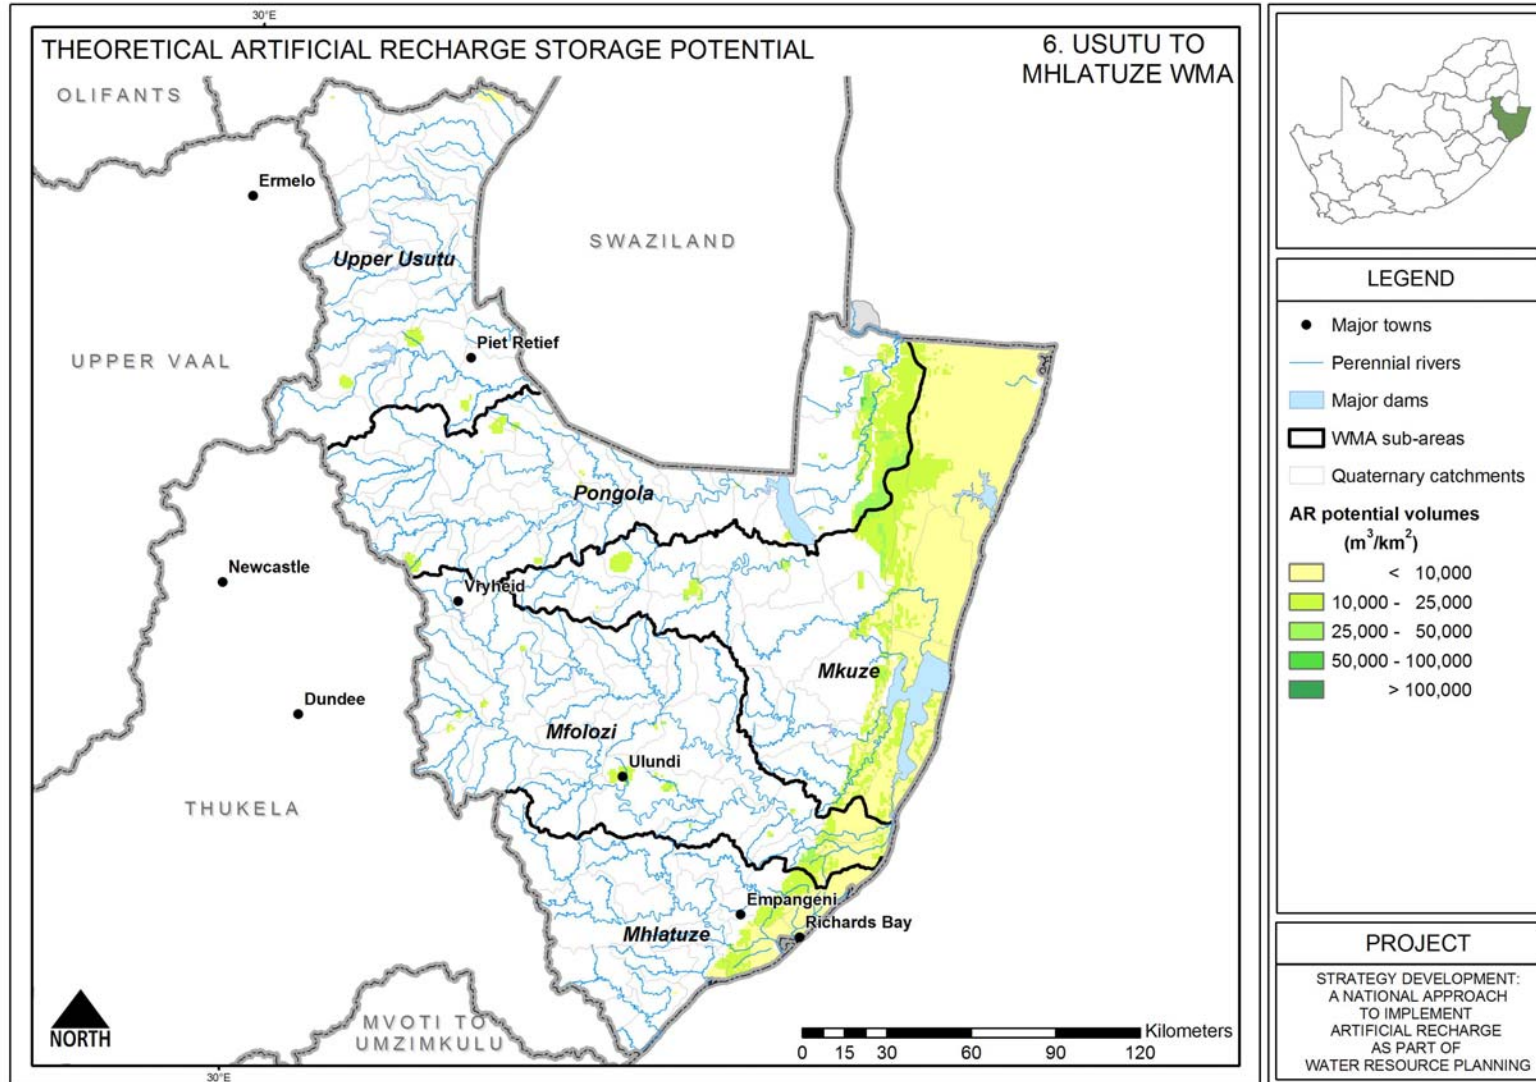 30°E
THEORETICAL ARTIFICIAL RECHARGE STORAGE POTENTIAL
6. USUTU TO
MHLATUZE WMA
OLIFANTS
Ermelo
SWAZILAND
Upper Usutu
UPPER VAAL
Piet Retief
Pongola
Newcastle
Vryheid
Mkuze
Dundee
Mfolozi
Ulundi
THUKELA
Empangeni
Richards Bay
Mhlatuze
MVOTI TO
UMZIMKULU
NORTH
Kilometers
0 15 30 60 90 120
30°E
LEGEND
Major towns
Perennial rivers
Major dams
WMA sub-areas
Quaternary catchments
AR potential volumes
(m³/km²)
< 10,000
10,000 - 25,000
25,000 - 50,000
50,000 - 100,000
> 100,000
PROJECT
STRATEGY DEVELOPMENT:
A NATIONAL APPROACH
TO IMPLEMENT
ARTIFICIAL RECHARGE
AS PART OF
WATER RESOURCE PLANNING